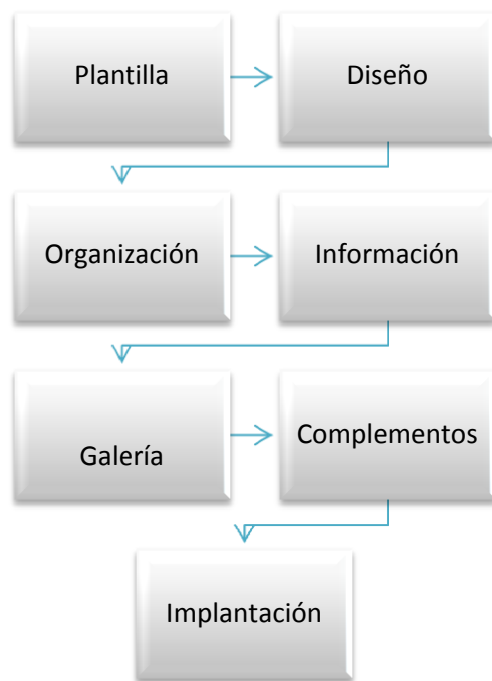 Plantilla
Diseño
Organización
Información
Galería
Complementos
Implantación